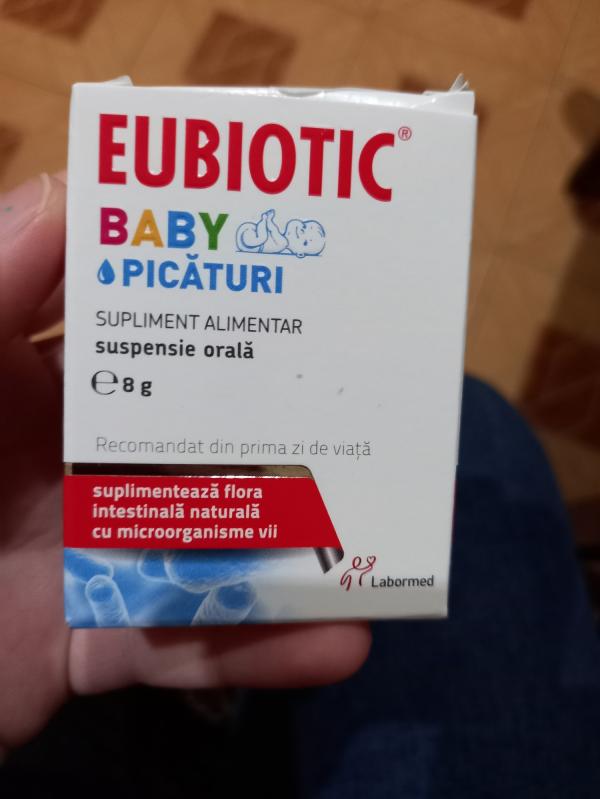 EUBIOTIC®
BABY
PICĂTURI
SUPLIMENT ALIMENTAR
suspensie orală
℮ 8 g
Recomandat din prima zi de viață
suplimentează flora
intestinală naturală
cu microorganisme vii
Labormed